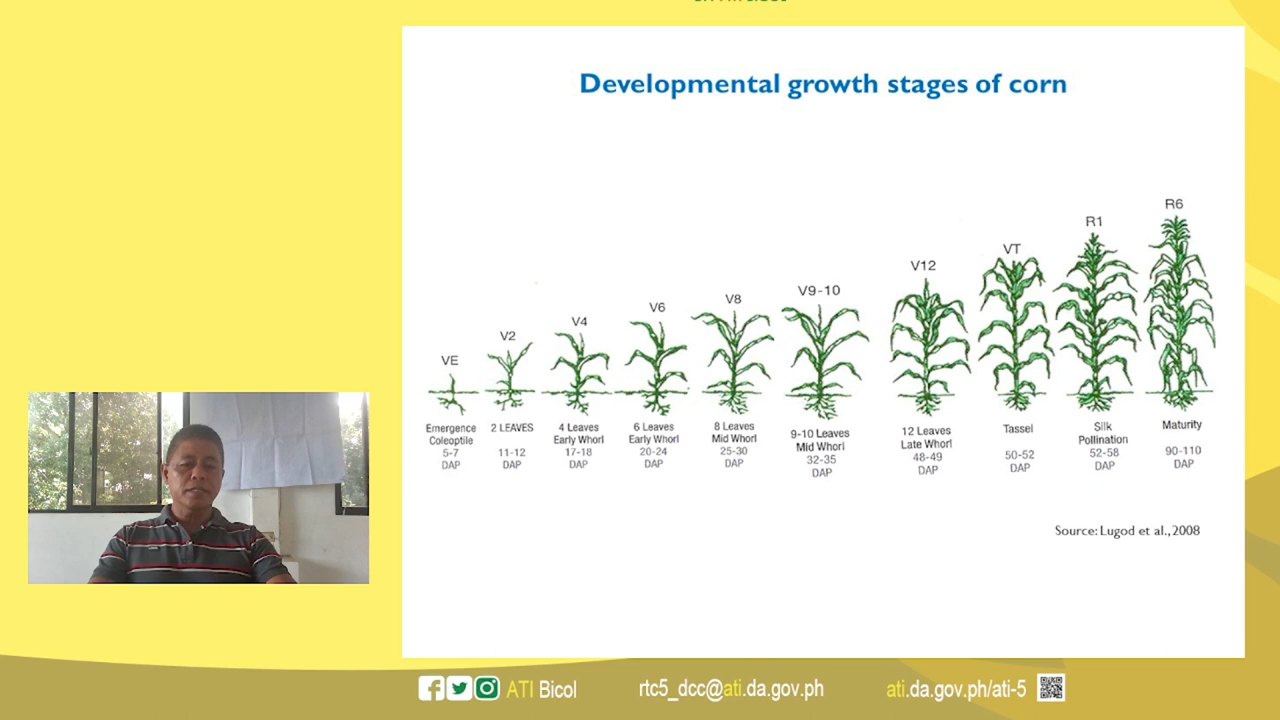 Developmental growth stages of corn
VE
V2
V4
V6
V8
V9-10
V12
VT
R1
R6
Emergence
Coleoptile
5-7
DAP
2 LEAVES
11-12
DAP
4 Leaves
Early Whorl
17-18
DAP
6 Leaves
Early Whorl
20-24
DAP
8 Leaves
Mid Whorl
25-30
DAP
9-10 Leaves
Mid Whorl
32-35
DAP
12 Leaves
Late Whorl
48-49
DAP
Tassel
50-52
DAP
Silk
Pollination
52-58
DAP
Maturity
90-110
DAP
Source: Lugod et al., 2008
ATI Bicol
rtc5_dcc@ati.da.gov.ph
ati.da.gov.ph/ati-5